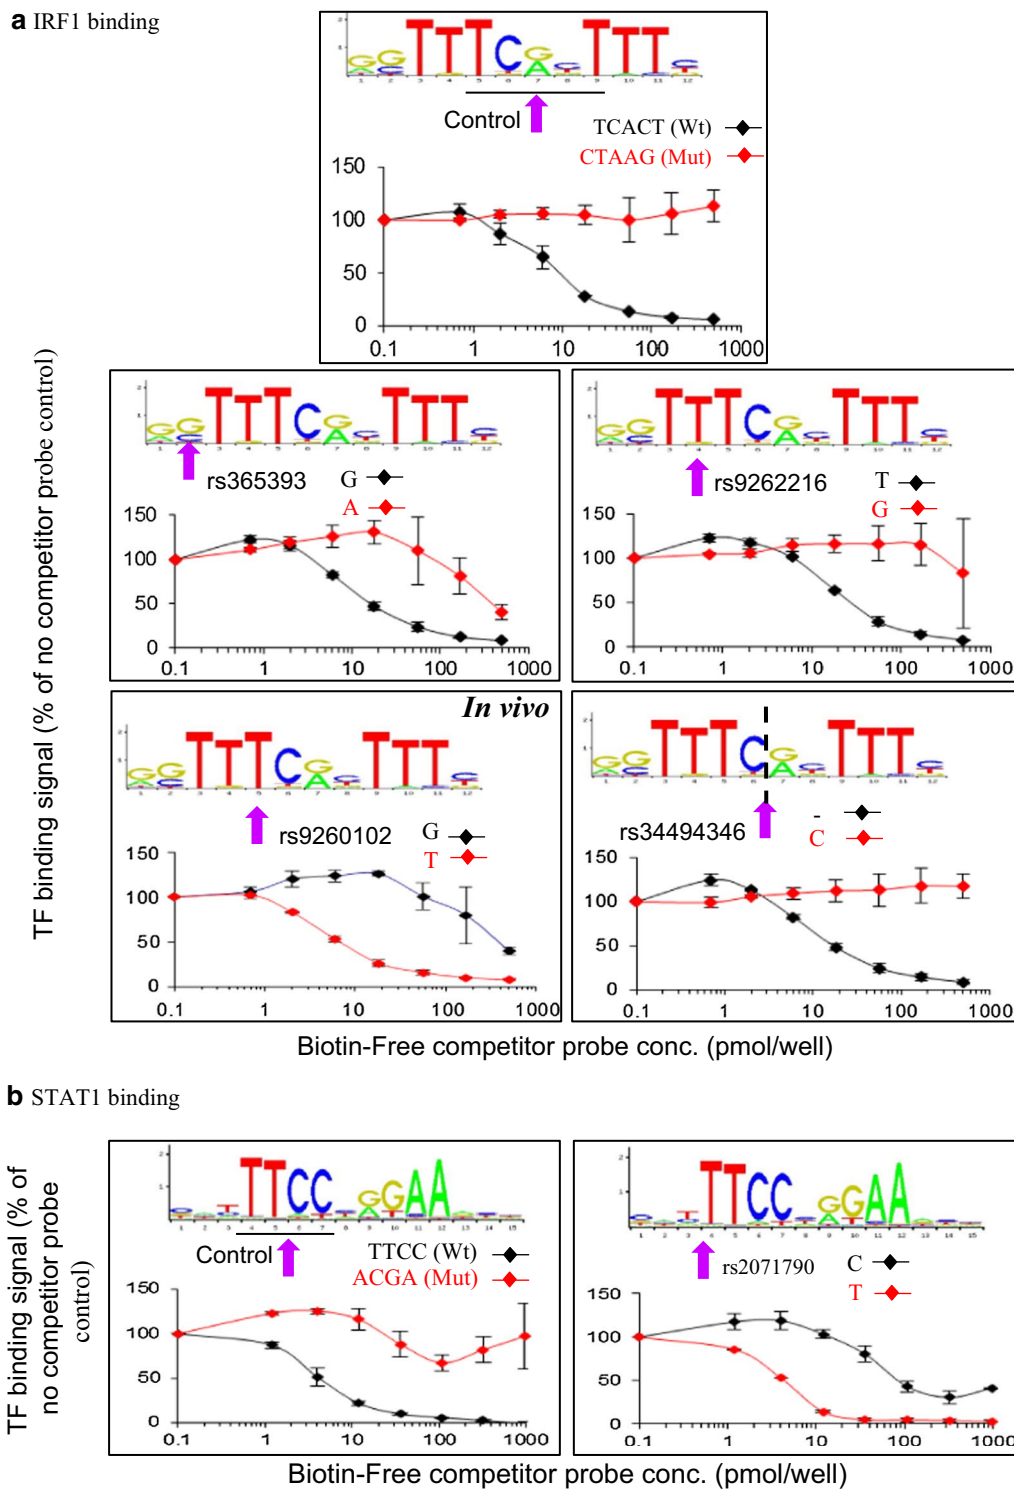 a IRF1 binding
Control
TCACT (Wt)
CTAAG (Mut)
150
100
50
0
0.1 1 10 100 1000
TF binding signal (% of no competitor probe control)
rs365393
G
A
150
100
50
0
0.1 1 10 100 1000
rs9262216
T
G
150
100
50
0
0.1 1 10 100 1000
In vivo
rs9260102
G
T
150
100
50
0
0.1 1 10 100 1000
rs34494346
-
C
150
100
50
0
0.1 1 10 100 1000
Biotin-Free competitor probe conc. (pmol/well)
b STAT1 binding
TF binding signal (% of
no competitor probe
control)
Control
TTCC (Wt)
ACGA (Mut)
150
100
50
0
0.1 1 10 100 1000
rs2071790
C
T
150
100
50
0
0.1 1 10 100 1000
Biotin-Free competitor probe conc. (pmol/well)